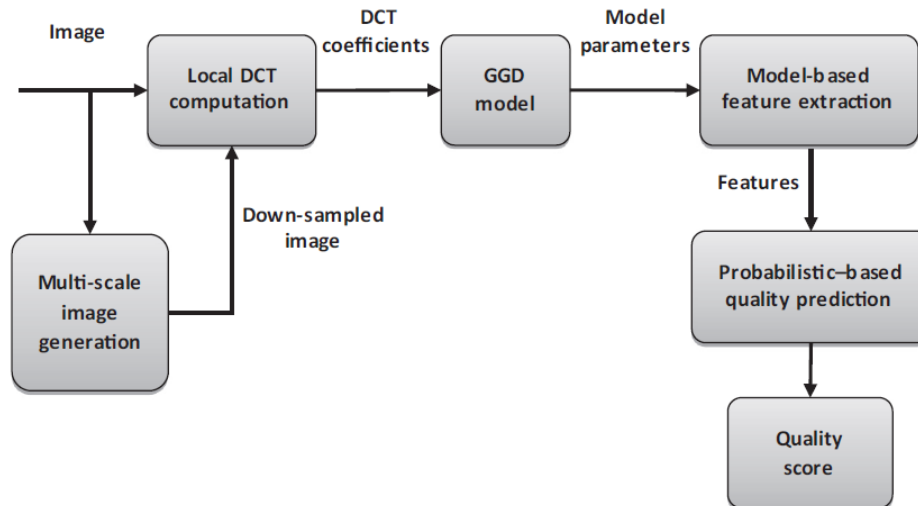 Image
Local DCT
computation
DCT
coefficients
GGD
model
Model
parameters
Model-based
feature extraction
Features
Down-sampled
image
Multi-scale
image
generation
Probabilistic–based
quality prediction
Quality
score